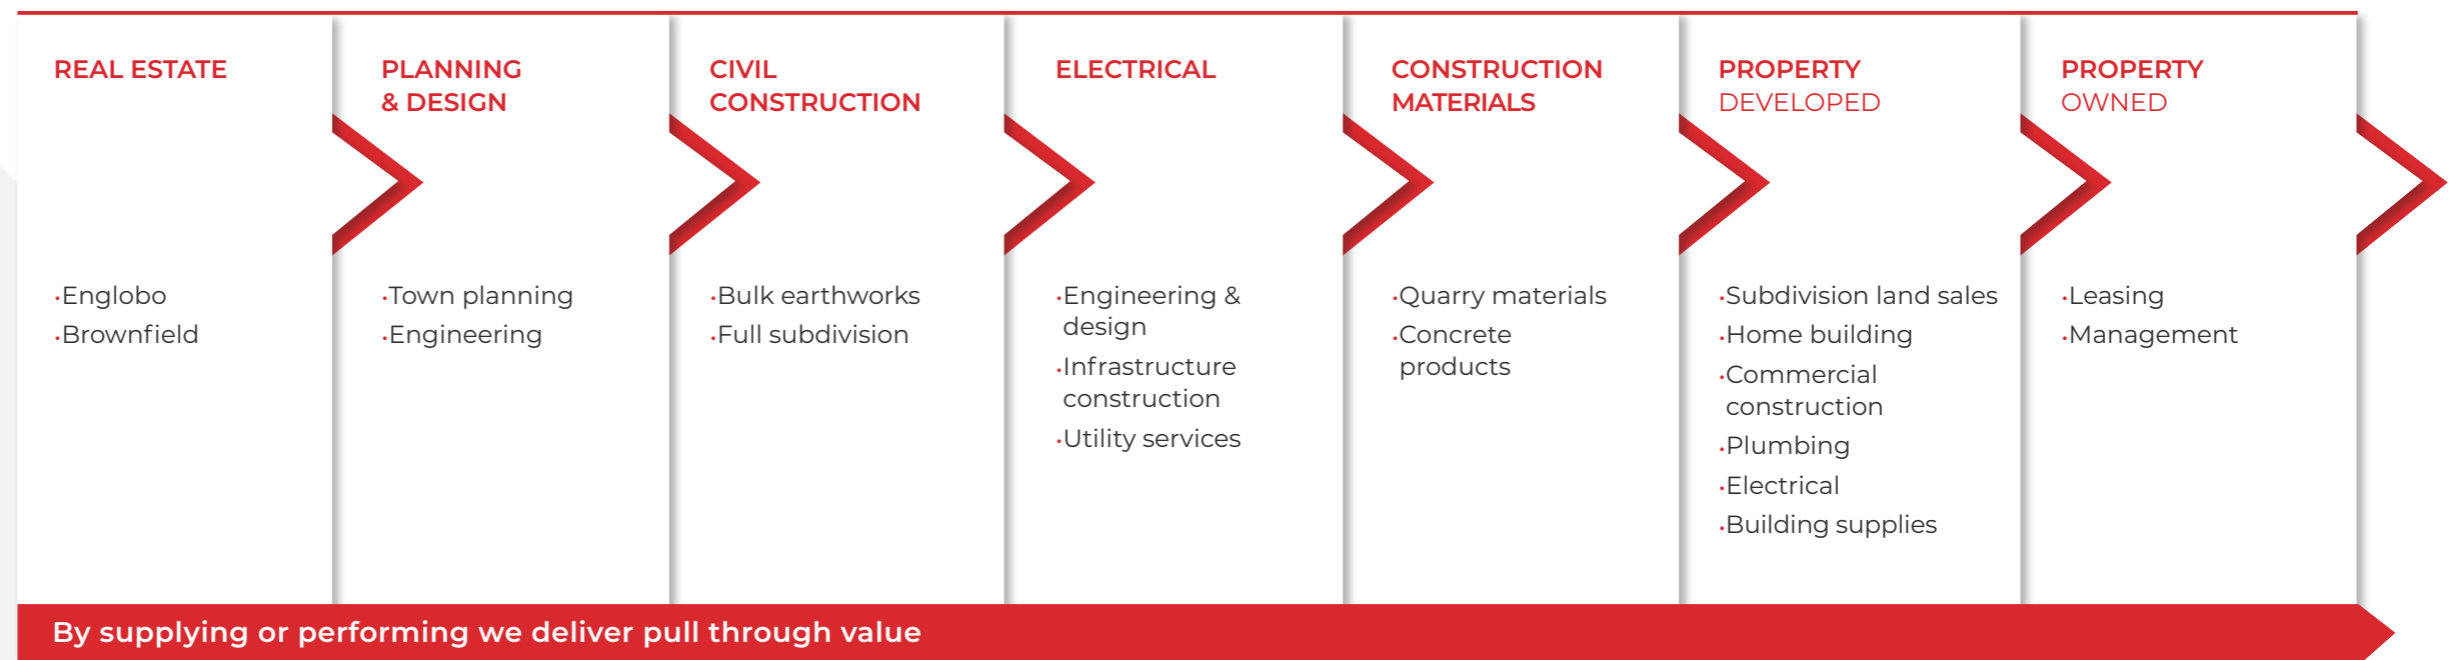 REAL ESTATE
·Englobo
·Brownfield
PLANNING
& DESIGN
·Town planning
·Engineering
CIVIL
CONSTRUCTION
·Bulk earthworks
·Full subdivision
ELECTRICAL
·Engineering &
design
·Infrastructure
construction
·Utility services
CONSTRUCTION
MATERIALS
·Quarry materials
·Concrete
products
PROPERTY
DEVELOPED
·Subdivision land sales
·Home building
·Commercial
construction
·Plumbing
·Electrical
·Building supplies
PROPERTY
OWNED
·Leasing
·Management
By supplying or performing we deliver pull through value